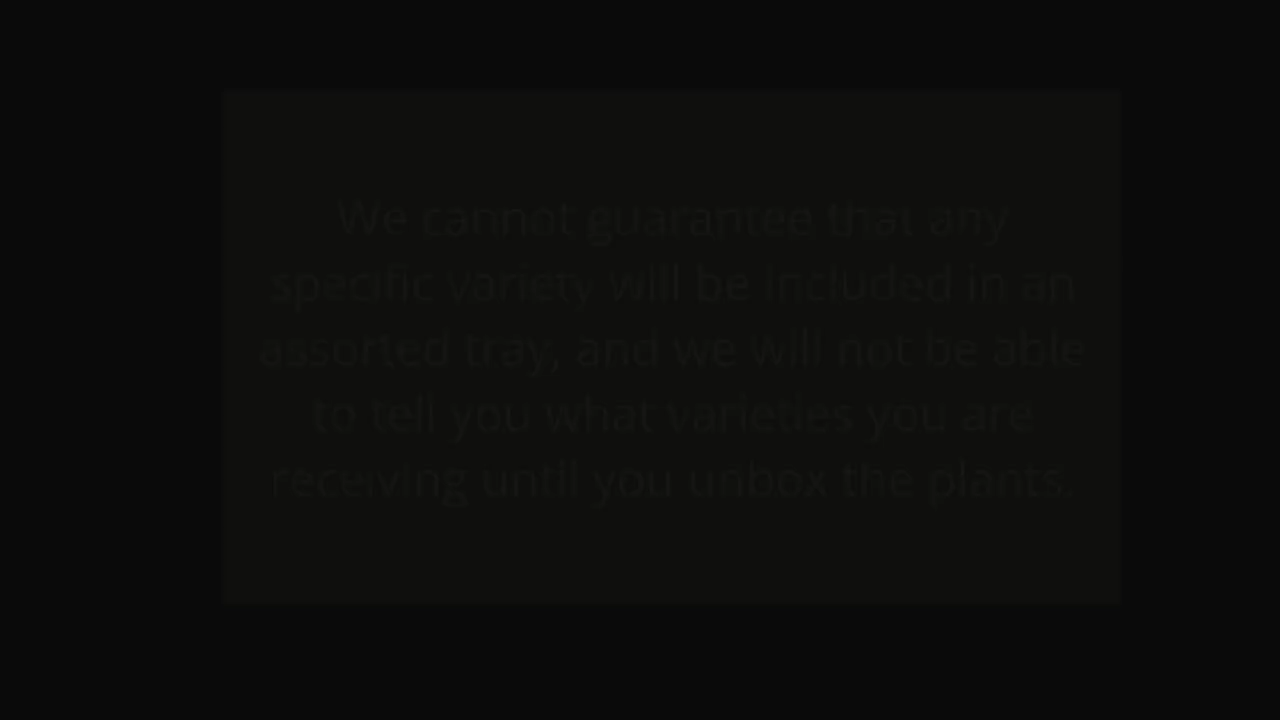 We cannot guarantee that any
specific variety will be included in an
assorted tray, and we will not be able
to tell you what varieties you are
receiving until you unbox the plants.